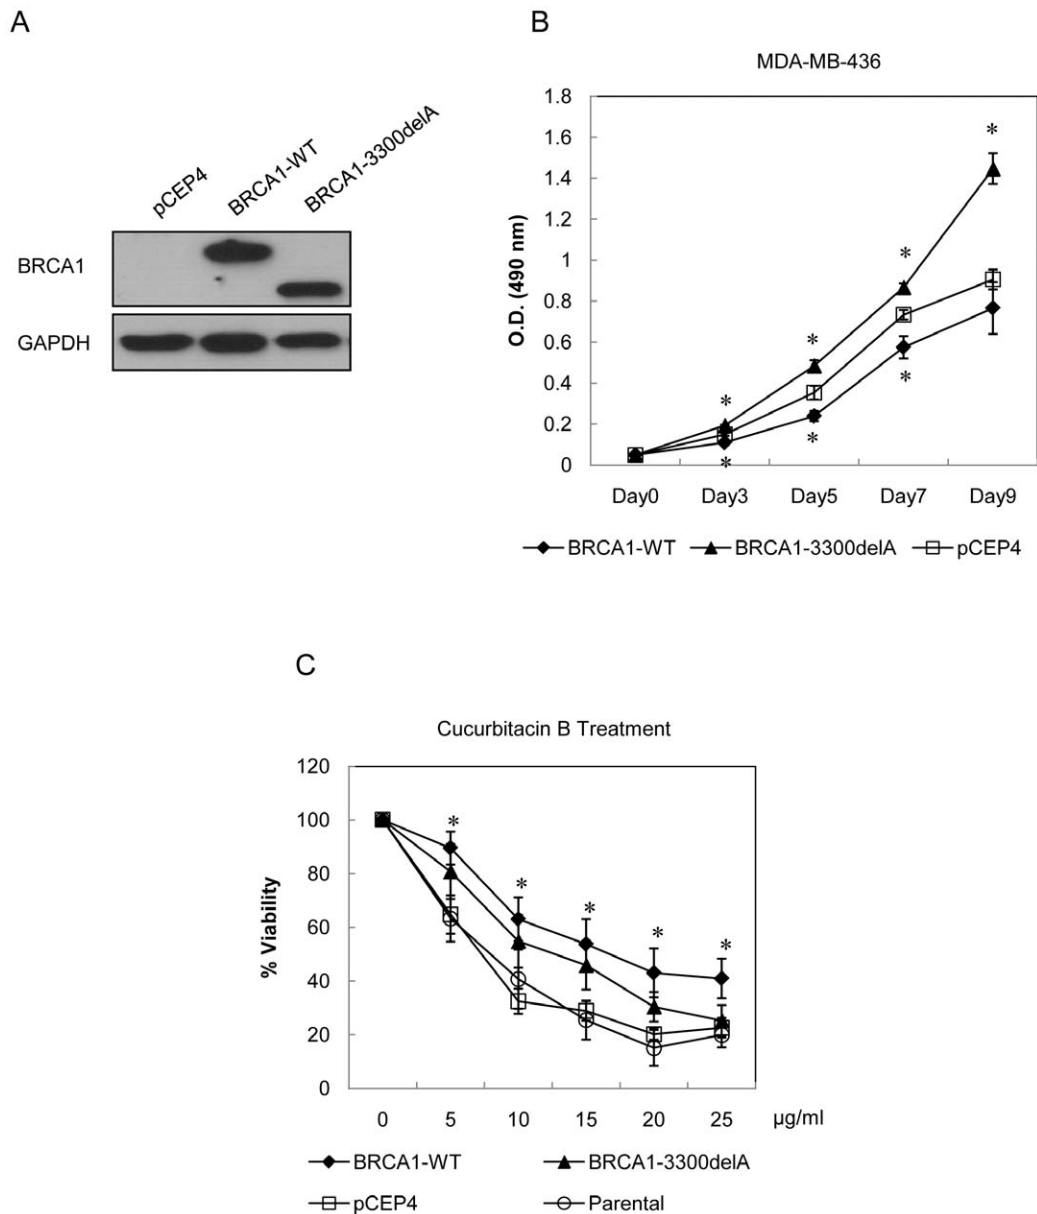 A
pCEP4
BRCA1-WT
BRCA1-3300delA
BRCA1
GAPDH
B
MDA-MB-436
O.D. (490 nm)
1.8
1.6
1.4
1.2
1
0.8
0.6
0.4
0.2
0
*
*
*
*
*
*
*
Day0 Day3 Day5 Day7 Day9
BRCA1-WT BRCA1-3300delA pCEP4
C
Cucurbitacin B Treatment
% Viability
120
100
80
60
40
20
0
*
*
*
*
*
0 5 10 15 20 25 µg/ml
BRCA1-WT BRCA1-3300delA
pCEP4 Parental